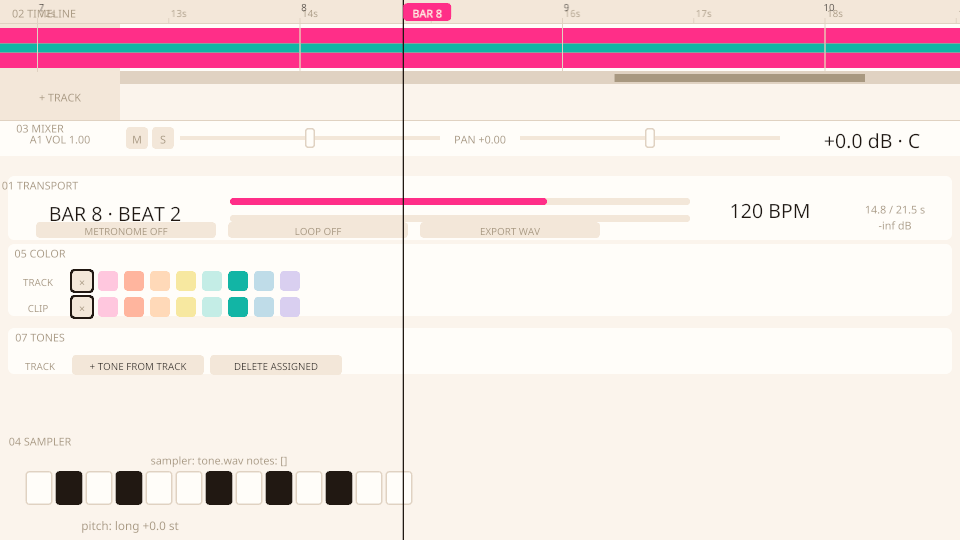 7 8 9 10
02 TIMELINE 13s 14s BAR 8 16s 17s 18s
+ TRACK
03 MIXER
A1 VOL 1.00 M S PAN +0.00 +0.0 dB · C
01 TRANSPORT
BAR 8 · BEAT 2 120 BPM 14.8 / 21.5 s
-inf dB
METRONOME OFF LOOP OFF EXPORT WAV
05 COLOR
TRACK ×
CLIP ×
07 TONES
TRACK + TONE FROM TRACK DELETE ASSIGNED
04 SAMPLER
sampler: tone.wav notes: []
pitch: long +0.0 st